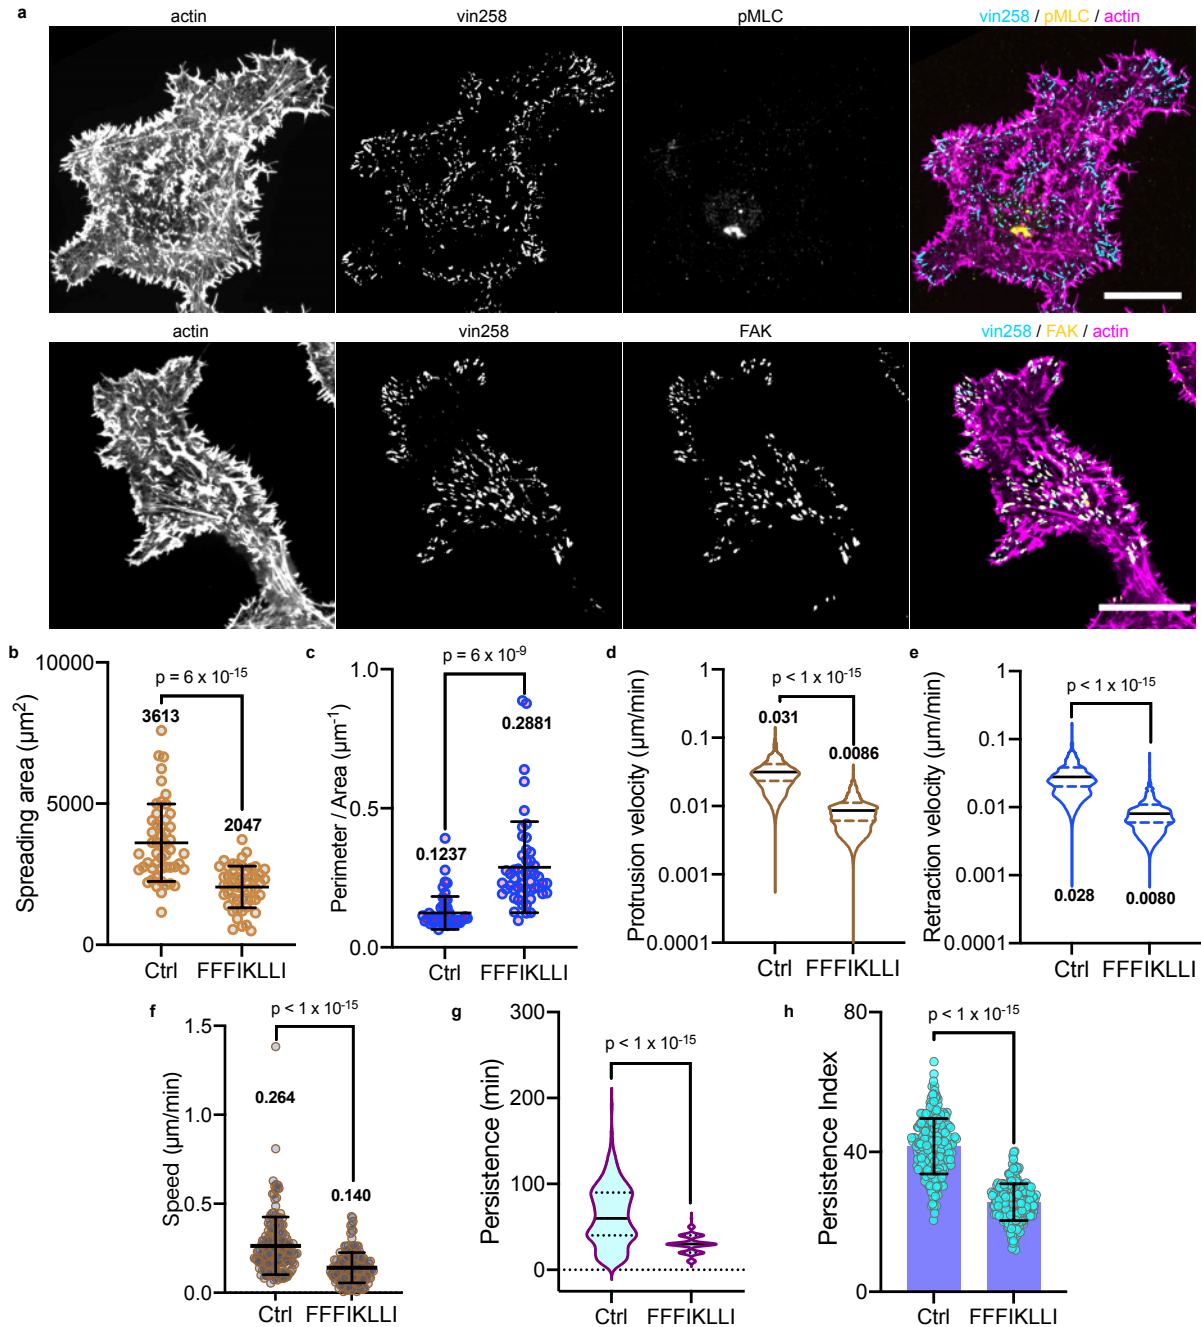 a
actin
vin258
pMLC
vin258 / pMLC / actin
actin
vin258
FAK
vin258 / FAK / actin
b
Spreading area (µm²)
10000
5000
0
p = 6 x 10⁻¹⁵
3613
2047
Ctrl
FFFIKLLI
c
Perimeter / Area (µm⁻¹)
1.0
0.5
0.0
p = 6 x 10⁻⁹
0.1237
0.2881
Ctrl
FFFIKLLI
d
Protrusion velocity (µm/min)
1
0.1
0.01
0.001
0.0001
p < 1 x 10⁻¹⁵
0.031
0.0086
Ctrl
FFFIKLLI
e
Retraction velocity (µm/min)
1
0.1
0.01
0.001
0.0001
p < 1 x 10⁻¹⁵
0.028
0.0080
Ctrl
FFFIKLLI
f
Speed (µm/min)
1.5
1.0
0.5
0.0
p < 1 x 10⁻¹⁵
0.264
0.140
Ctrl
FFFIKLLI
g
Persistence (min)
300
200
100
0
p < 1 x 10⁻¹⁵
Ctrl
FFFIKLLI
h
Persistence Index
80
40
0
p < 1 x 10⁻¹⁵
Ctrl
FFFIKLLI